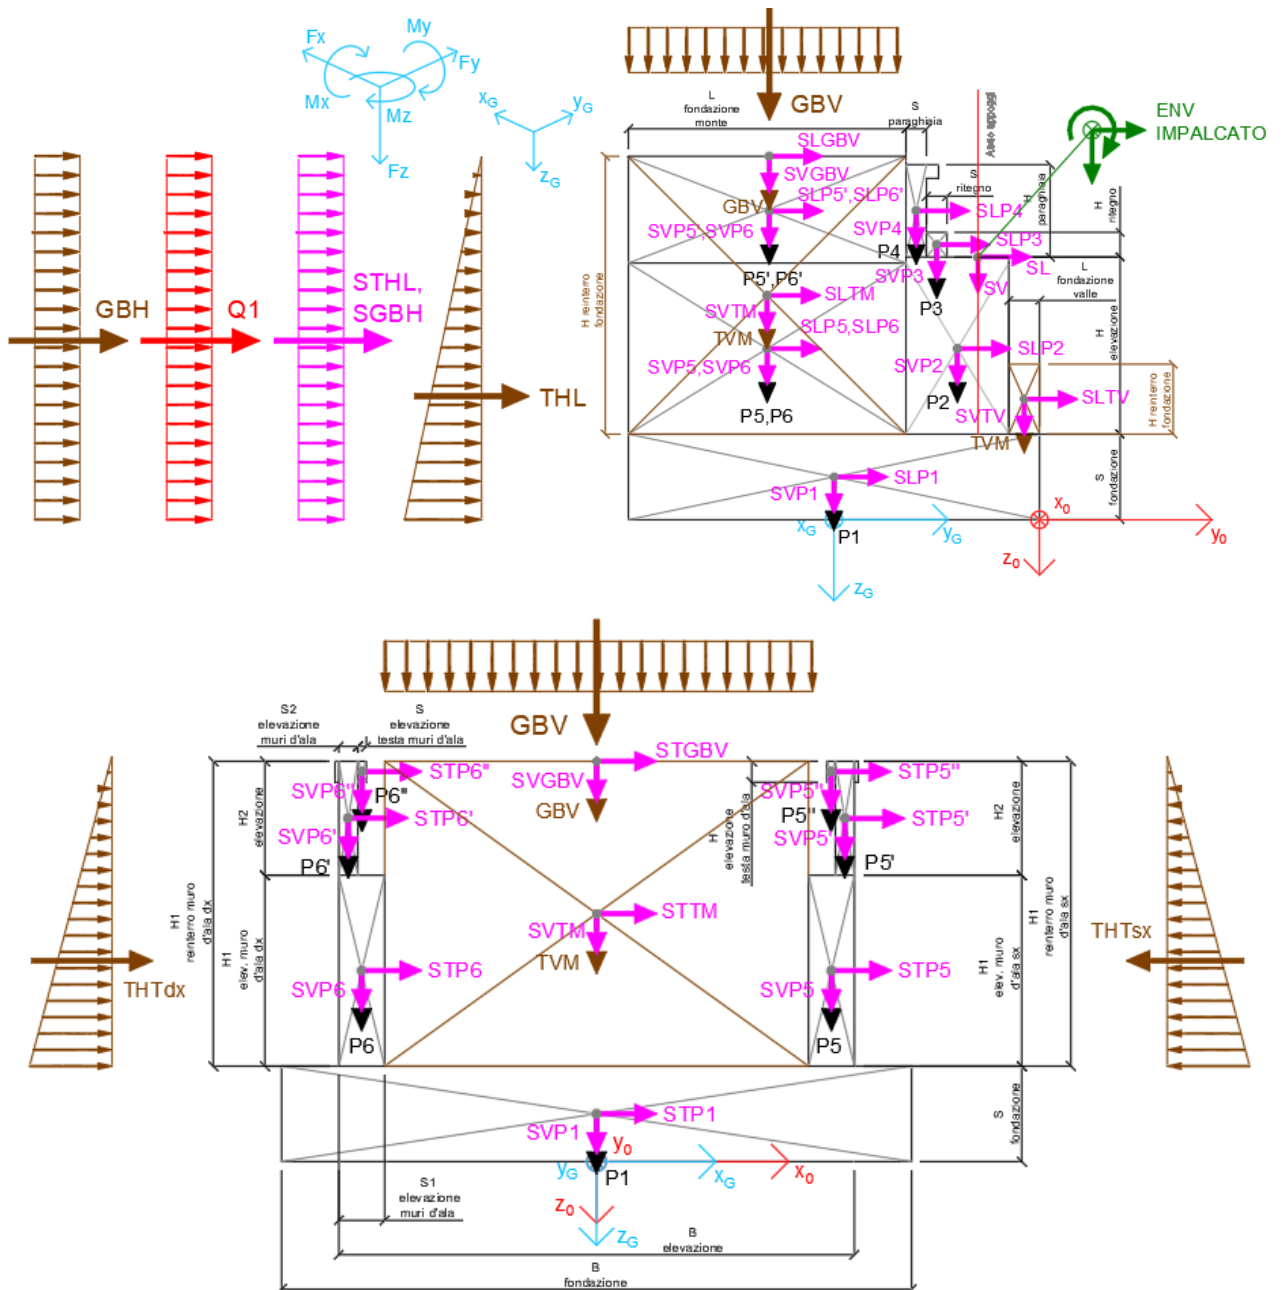 Fx
My
Fy
Mx
Mz
Fz
xG
yG
zG
GBV
L
fondazione
monte
S
paraghiaia
Asse appoggi
ENV
IMPALCATO
SLGBV
SVGBV
GBV
SLP5',SLP6'
SVP5',SVP6
P5',P6'
S
ritegno
H
paraghiaia
H
ritegno
SLP4
SVP4
P4
SLP3
SVP3
P3
SL
SV
L
fondazione
valle
GBH
Q1
STHL,
SGBH
THL
H reinterro
fondazione
SLTM
SVTM
TVM
SLP5,SLP6
SVP5,SVP6
P5,P6
SLP2
SVP2
P2
H
elevazione
SLTV
SVTV
TVM
H reinterro
fondazione
SLP1
SVP1
P1
S
fondazione
xG
yG
zG
x0
y0
z0
GBV
S2
elevazione
muri d'ala
S
elevazione
testa muri d'ala
STGBV
SVGBV
GBV
STP6"
SVP6"
P6"
STP6'
SVP6'
P6'
STP5"
SVP5"
P5"
STP5'
SVP5'
P5'
H2
elevazione
H
elevazione
testa muro d'ala
H2
elevazione
H1
reinterro muro
d'ala dx
H1
elev. muro
d'ala dx
STTM
SVTM
TVM
H1
elev. muro
d'ala sx
H1
reinterro muro
d'ala sx
THTdx
THTsx
STP6
SVP6
P6
STP5
SVP5
P5
STP1
SVP1
P1
S
fondazione
y0
yG
xG
x0
z0
zG
S1
elevazione
muri d'ala
B
elevazione
B
fondazione